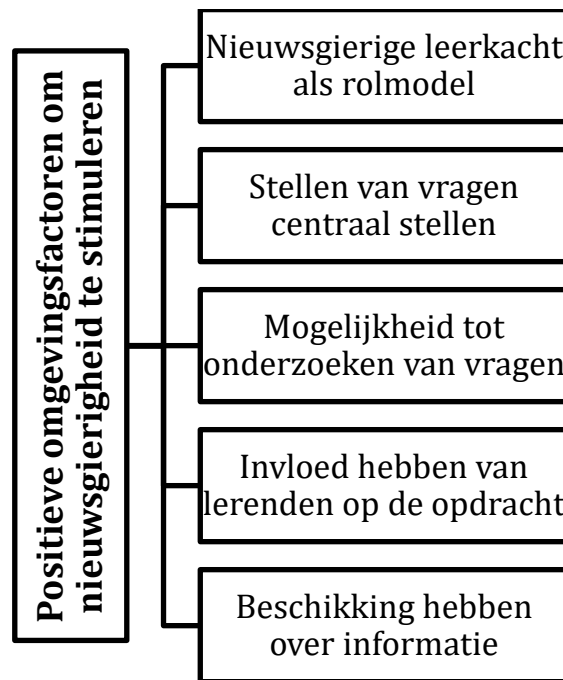 Positieve omgevingsfactoren om
nieuwsgierigheid te stimuleren
Nieuwsgierige leerkacht
als rolmodel
Stellen van vragen
centraal stellen
Mogelijkheid tot
onderzoeken van vragen
Invloed hebben van
lerenden op de opdracht
Beschikking hebben
over informatie